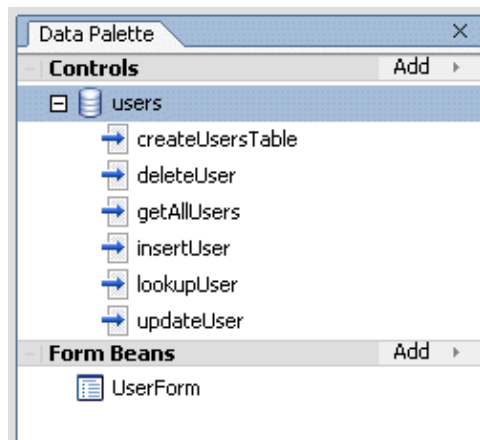 Data Palette
Controls Add
users
createUsersTable
deleteUser
getAllUsers
insertUser
lookupUser
updateUser
Form Beans Add
UserForm